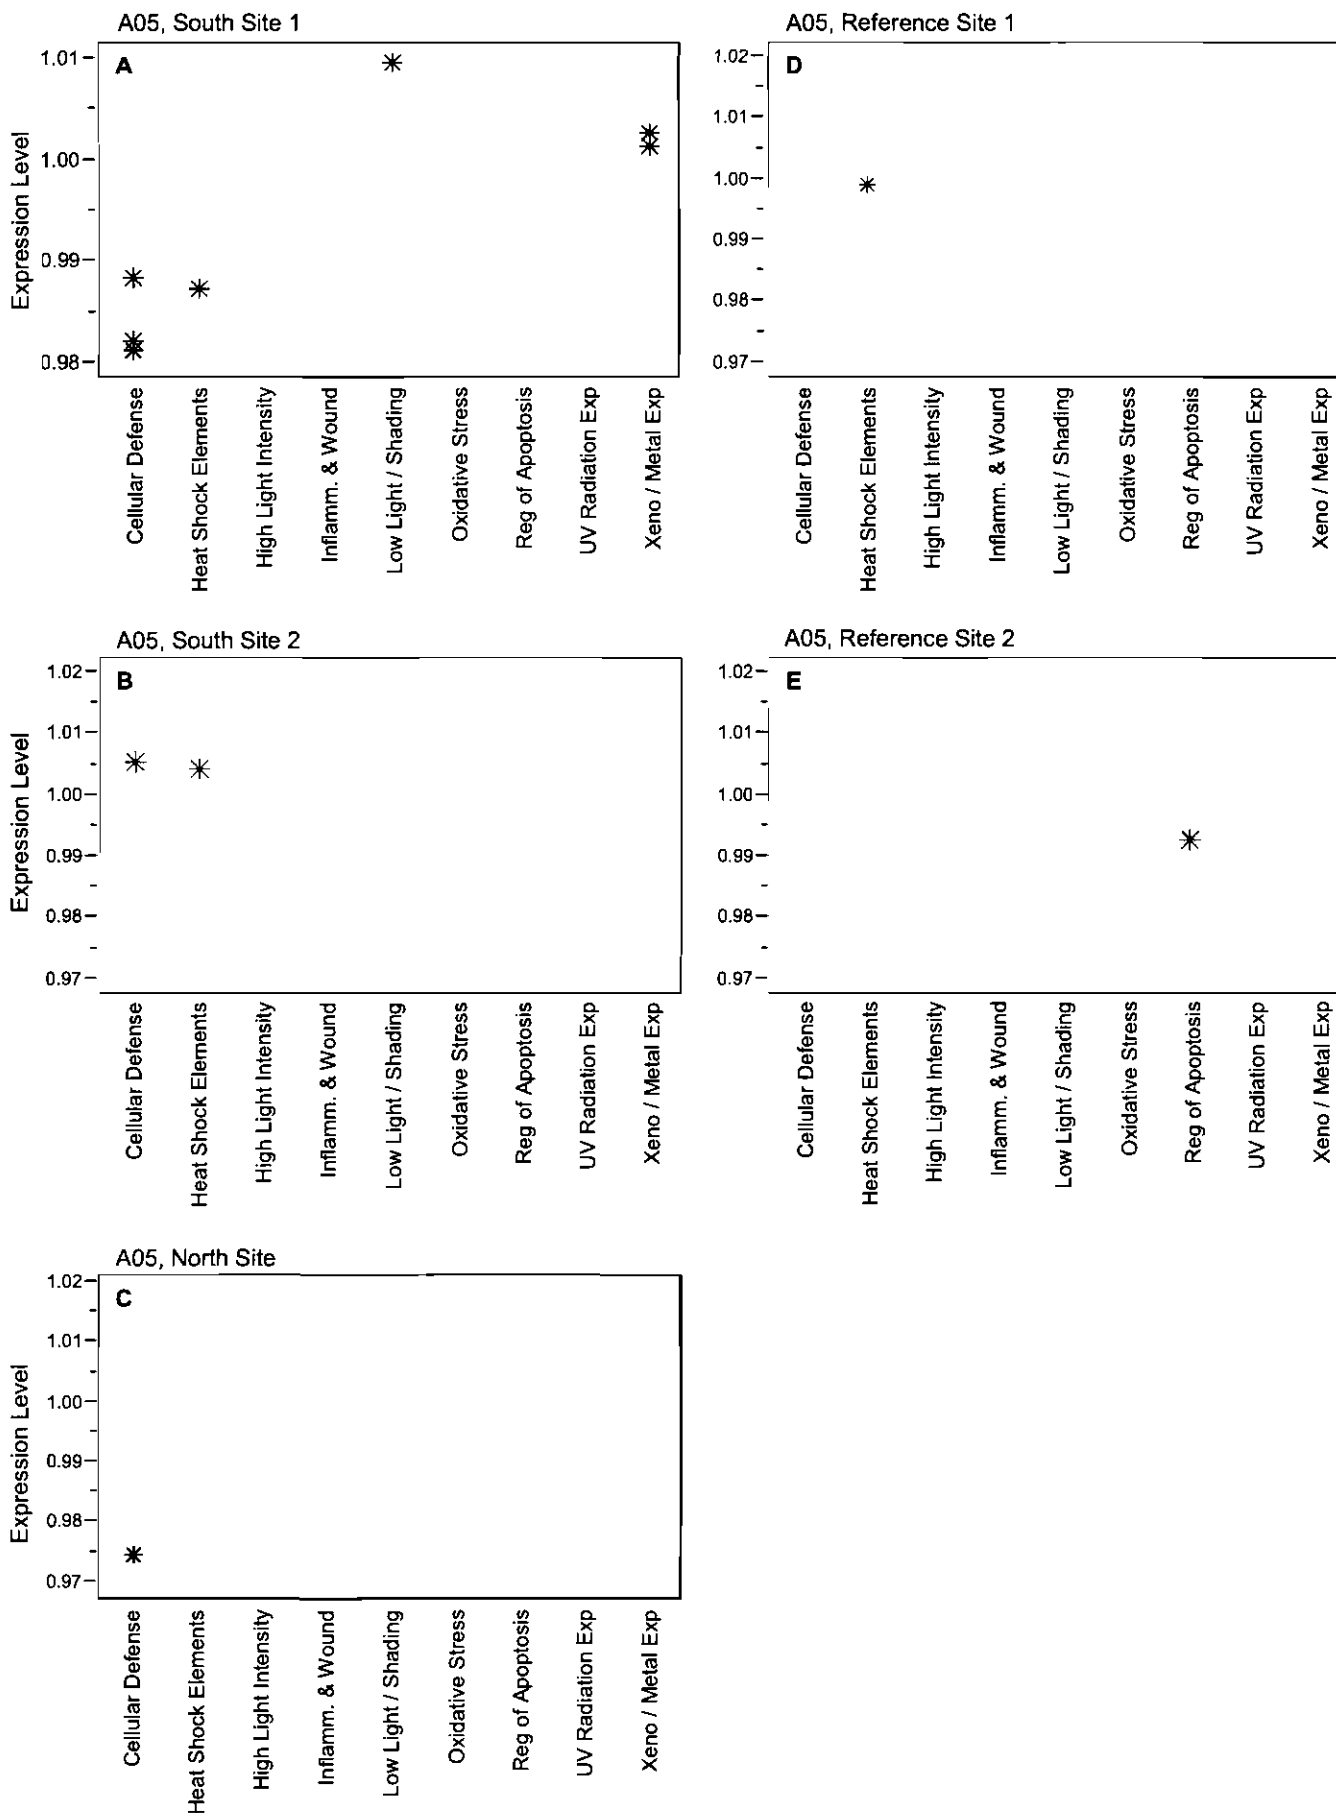 A05, South Site 1
A
Expression Level
1.01
1.00
0.99
0.98
Cellular Defense
Heat Shock Elements
High Light Intensity
Inflamm. & Wound
Low Light / Shading
Oxidative Stress
Reg of Apoptosis
UV Radiation Exp
Xeno / Metal Exp
A05, Reference Site 1
D
1.02
1.01
1.00
0.99
0.98
0.97
Cellular Defense
Heat Shock Elements
High Light Intensity
Inflamm. & Wound
Low Light / Shading
Oxidative Stress
Reg of Apoptosis
UV Radiation Exp
Xeno / Metal Exp
A05, South Site 2
B
Expression Level
1.02
1.01
1.00
0.99
0.98
0.97
Cellular Defense
Heat Shock Elements
High Light Intensity
Inflamm. & Wound
Low Light / Shading
Oxidative Stress
Reg of Apoptosis
UV Radiation Exp
Xeno / Metal Exp
A05, Reference Site 2
E
1.02
1.01
1.00
0.99
0.98
0.97
Cellular Defense
Heat Shock Elements
High Light Intensity
Inflamm. & Wound
Low Light / Shading
Oxidative Stress
Reg of Apoptosis
UV Radiation Exp
Xeno / Metal Exp
A05, North Site
C
Expression Level
1.02
1.01
1.00
0.99
0.98
0.97
Cellular Defense
Heat Shock Elements
High Light Intensity
Inflamm. & Wound
Low Light / Shading
Oxidative Stress
Reg of Apoptosis
UV Radiation Exp
Xeno / Metal Exp